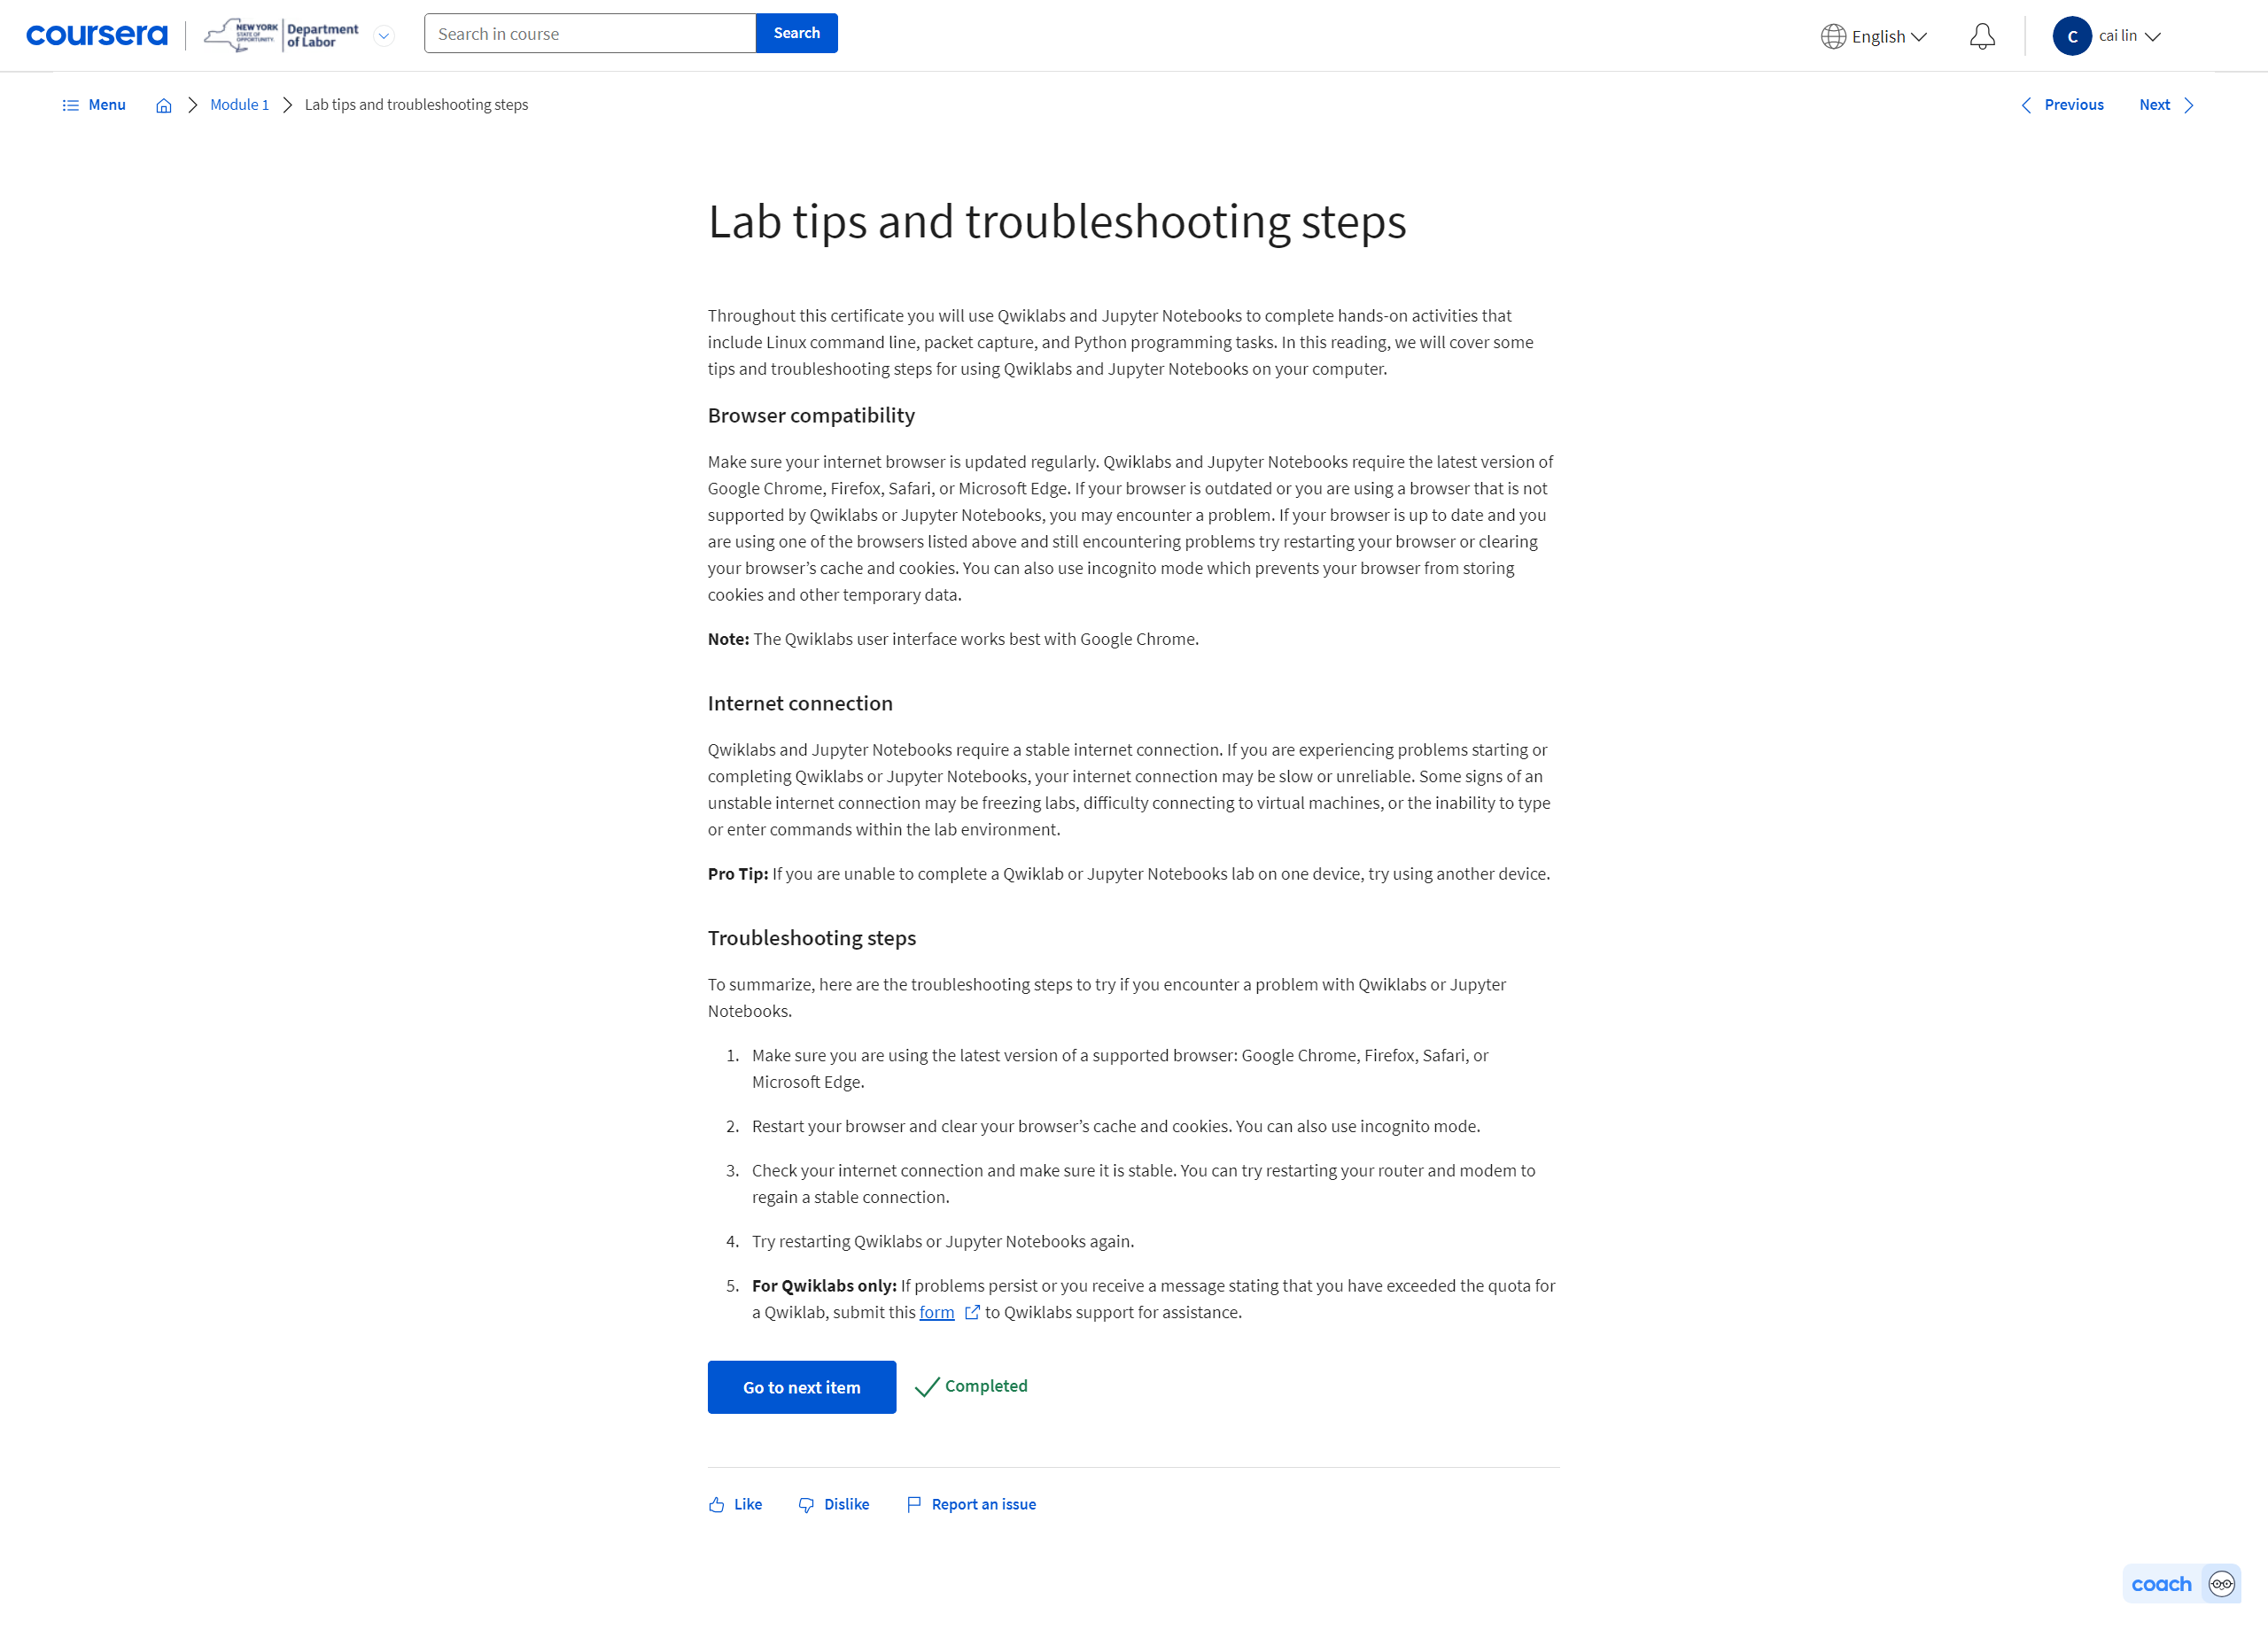 coursera
NEW YORK
STATE OF
OPPORTUNITY.
Department
of Labor
Search in course
Search
English
C
cai lin
Menu
Module 1
Lab tips and troubleshooting steps
Previous
Next
Lab tips and troubleshooting steps
Throughout this certificate you will use Qwiklabs and Jupyter Notebooks to complete hands-on activities that
include Linux command line, packet capture, and Python programming tasks. In this reading, we will cover some
tips and troubleshooting steps for using Qwiklabs and Jupyter Notebooks on your computer.
Browser compatibility
Make sure your internet browser is updated regularly. Qwiklabs and Jupyter Notebooks require the latest version of
Google Chrome, Firefox, Safari, or Microsoft Edge. If your browser is outdated or you are using a browser that is not
supported by Qwiklabs or Jupyter Notebooks, you may encounter a problem. If your browser is up to date and you
are using one of the browsers listed above and still encountering problems try restarting your browser or clearing
your browser’s cache and cookies. You can also use incognito mode which prevents your browser from storing
cookies and other temporary data.
Note: The Qwiklabs user interface works best with Google Chrome.
Internet connection
Qwiklabs and Jupyter Notebooks require a stable internet connection. If you are experiencing problems starting or
completing Qwiklabs or Jupyter Notebooks, your internet connection may be slow or unreliable. Some signs of an
unstable internet connection may be freezing labs, difficulty connecting to virtual machines, or the inability to type
or enter commands within the lab environment.
Pro Tip: If you are unable to complete a Qwiklab or Jupyter Notebooks lab on one device, try using another device.
Troubleshooting steps
To summarize, here are the troubleshooting steps to try if you encounter a problem with Qwiklabs or Jupyter
Notebooks.
1. Make sure you are using the latest version of a supported browser: Google Chrome, Firefox, Safari, or
Microsoft Edge.
2. Restart your browser and clear your browser’s cache and cookies. You can also use incognito mode.
3. Check your internet connection and make sure it is stable. You can try restarting your router and modem to
regain a stable connection.
4. Try restarting Qwiklabs or Jupyter Notebooks again.
5. For Qwiklabs only: If problems persist or you receive a message stating that you have exceeded the quota for
a Qwiklab, submit this form to Qwiklabs support for assistance.
Go to next item
Completed
Like
Dislike
Report an issue
coach